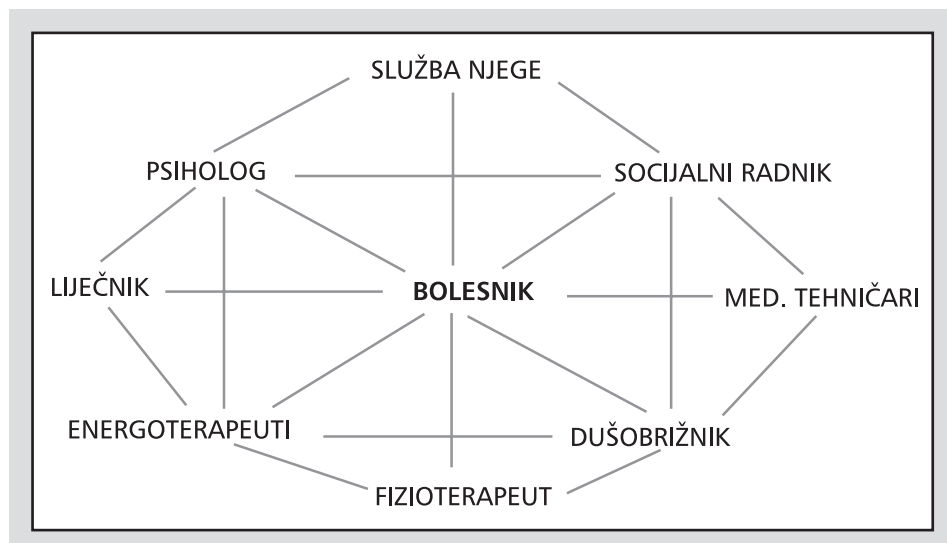 SLUŽBA NJEGE
PSIHOLOG
SOCIJALNI RADNIK
LIJEČNIK
BOLESNIK
MED. TEHNIČARI
ENERGOTERAPEUTI
DUŠOBRIŽNIK
FIZIOTERAPEUT